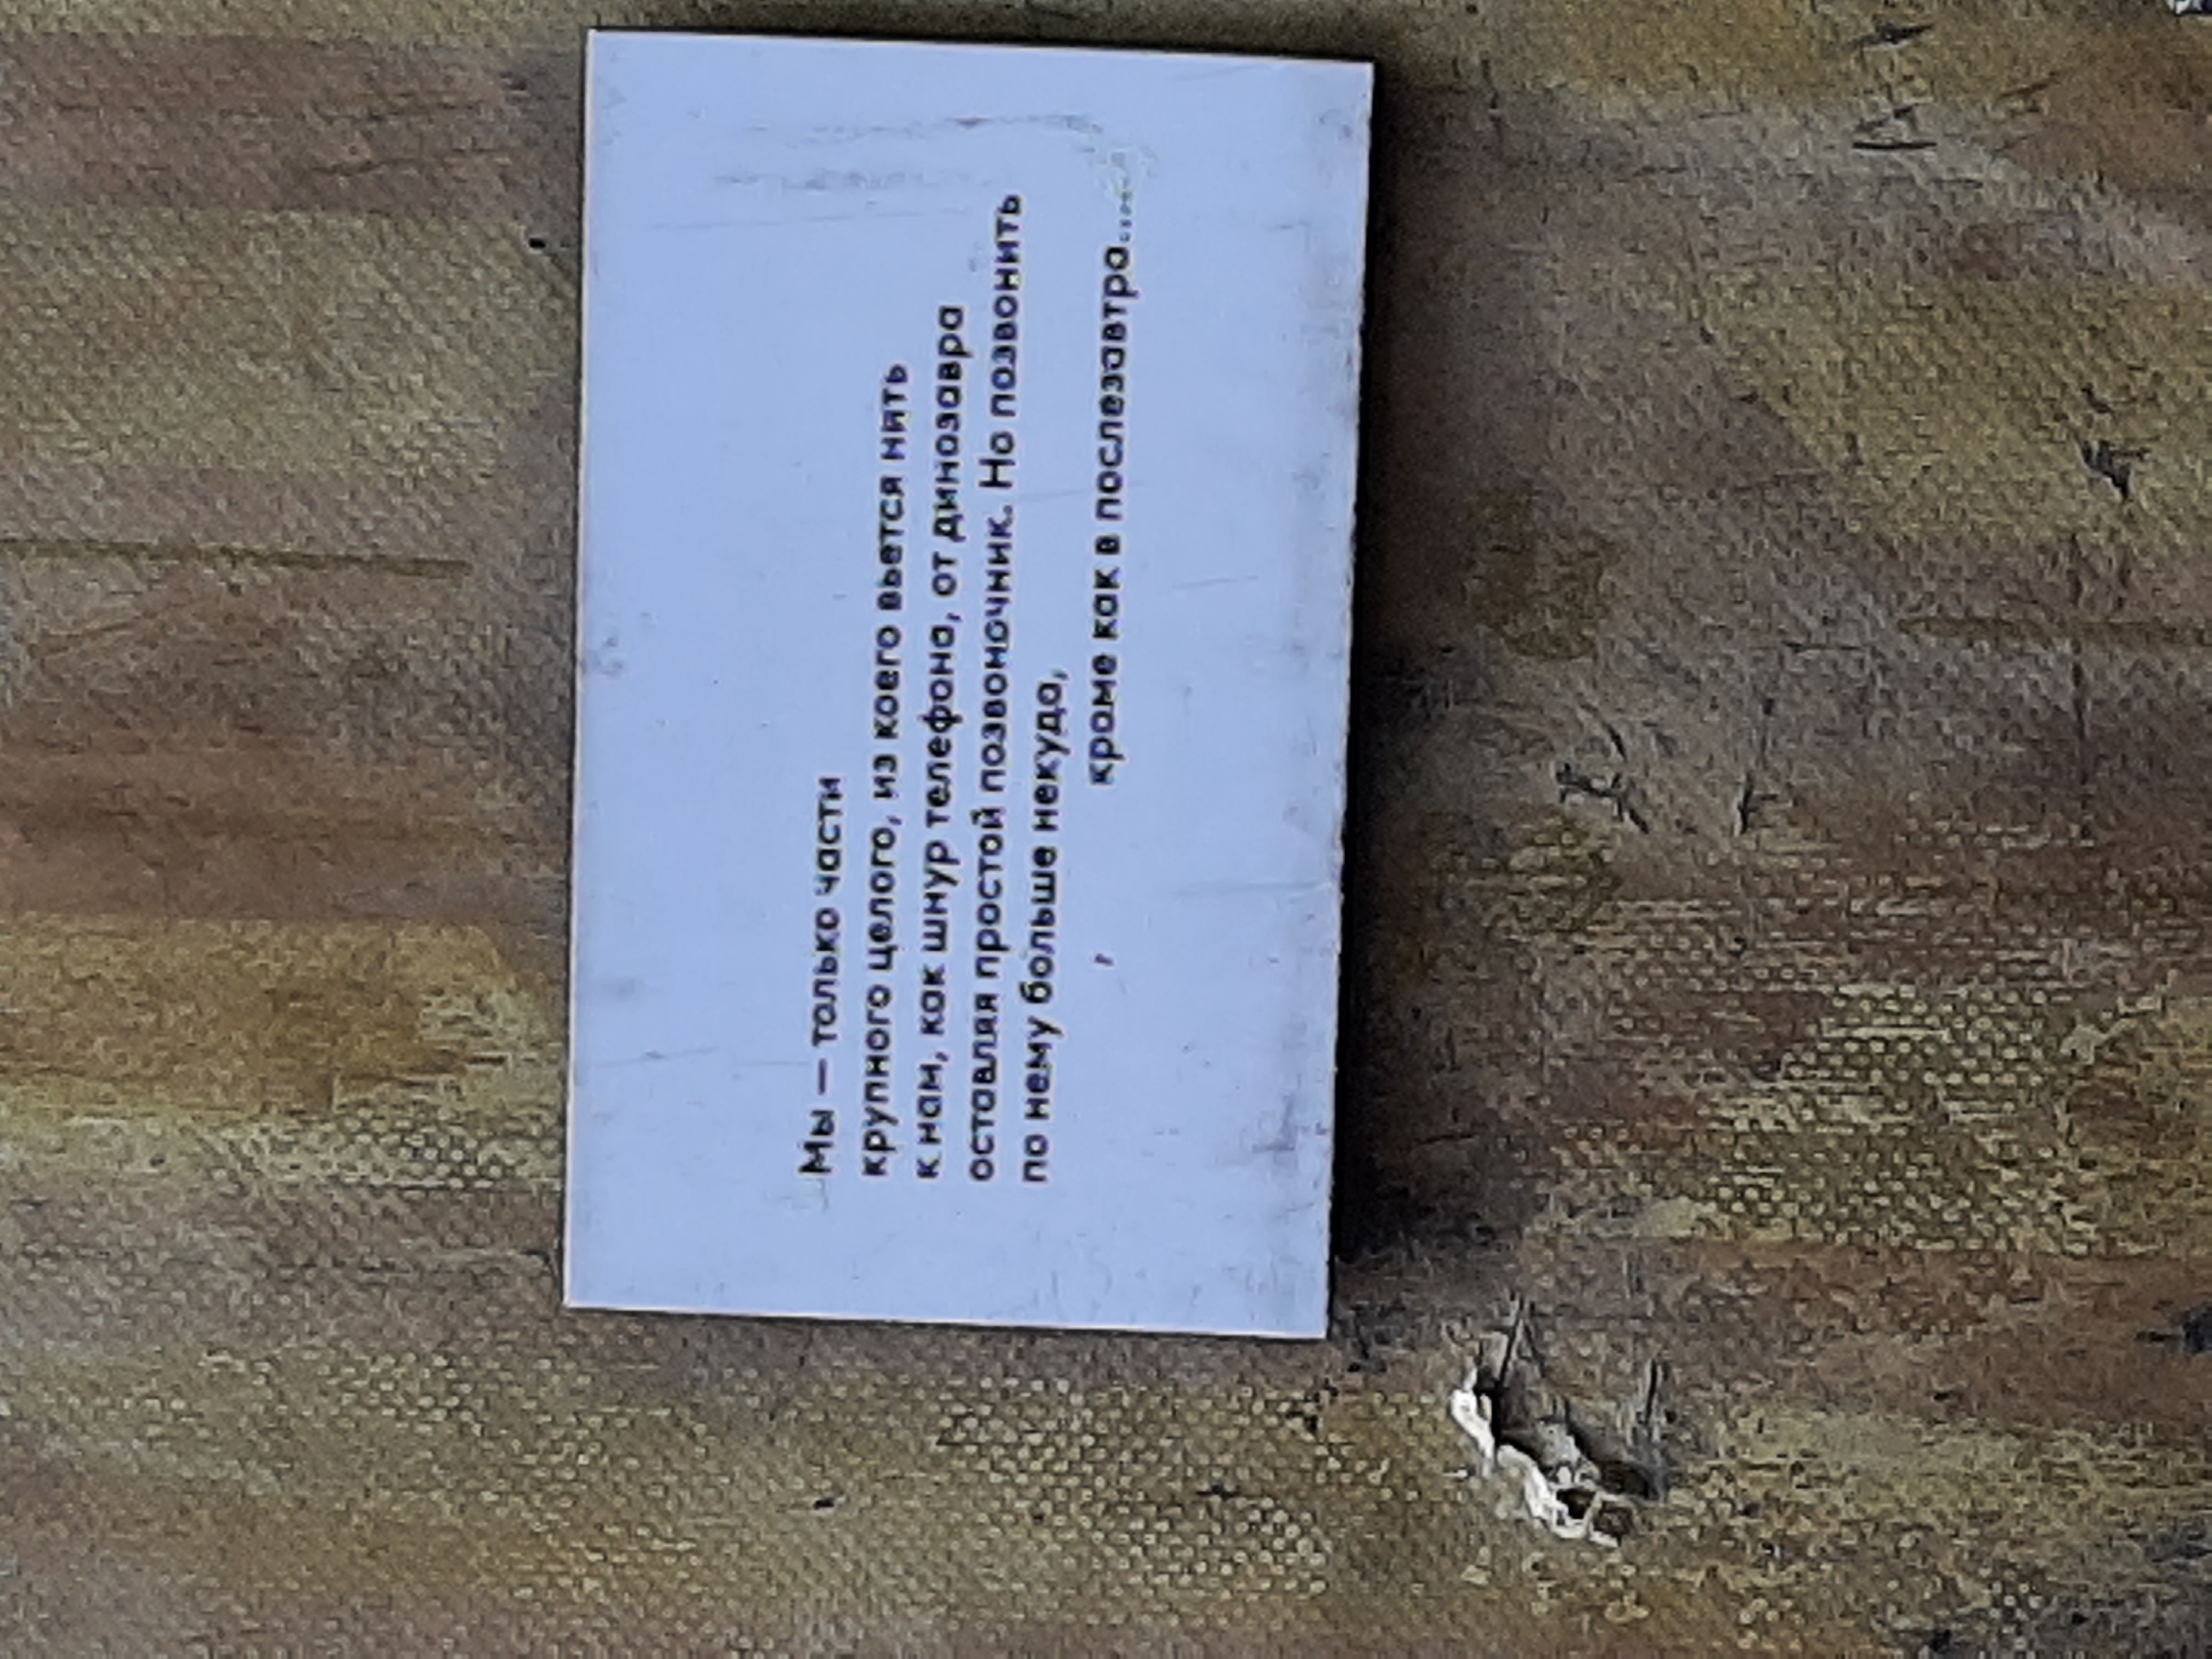 Мы — только части
крупного целого, из коего вьется нить
к нам, как шнур телефона, от динозавра
оставляя простой позвоночник. Но позвонить
по нему больше некуда,
кроме как в послезавтра.....